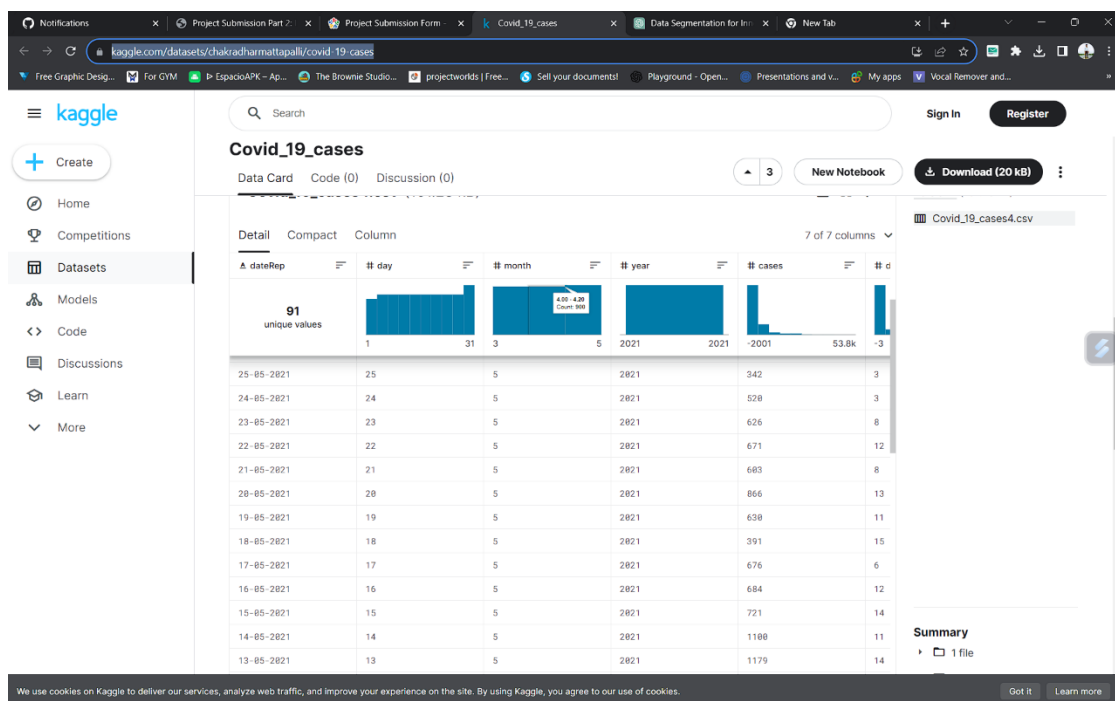 Notifications Project Submission Part 2: Project Submission Form - Covid_19_cases Data Segmentation for Inn New Tab
kaggle.com/datasets/chakradharmattapalli/covid-19-cases
Free Graphic Desig... For GYM EspacioAPK – Ap... The Brownie Studio... projectworlds | Free... Sell your documents! Playground - Open... Presentations and v... My apps Vocal Remover and... »
kaggle Search Sign In Register
Covid_19_cases
Create Data Card Code (0) Discussion (0) 3 New Notebook Download (20 kB)
Home Covid_19_cases4.csv
Competitions Detail Compact Column 7 of 7 columns
Datasets dateRep # day # month # year # cases # d
Models 4.00 - 4.20
Count: 900
91
Code unique values
1 31 3 5 2021 2021 -2001 53.8k -3
Discussions
25-05-2021 25 5 2021 342 3
Learn 24-05-2021 24 5 2021 520 3
More 23-05-2021 23 5 2021 626 8
22-05-2021 22 5 2021 671 12
21-05-2021 21 5 2021 603 8
20-05-2021 20 5 2021 866 13
19-05-2021 19 5 2021 630 11
18-05-2021 18 5 2021 391 15
17-05-2021 17 5 2021 676 6
16-05-2021 16 5 2021 684 12
15-05-2021 15 5 2021 721 14
14-05-2021 14 5 2021 1100 11
Summary
13-05-2021 13 5 2021 1179 14
1 file
We use cookies on Kaggle to deliver our services, analyze web traffic, and improve your experience on the site. By using Kaggle, you agree to our use of cookies. Got it Learn more